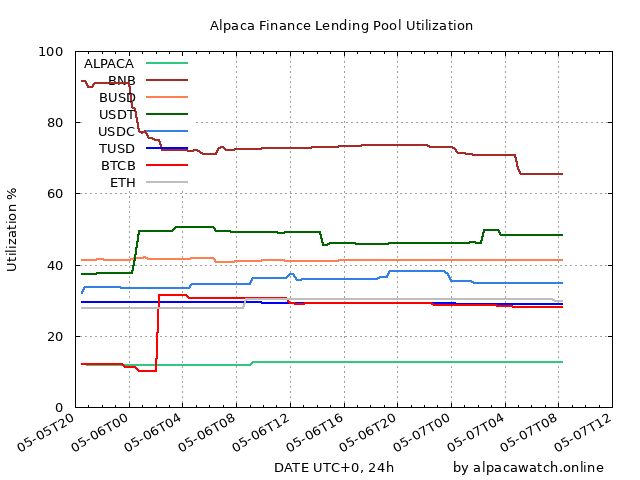 Alpaca Finance Lending Pool Utilization
Utilization %
100
80
60
40
20
0
ALPACA
BNB
BUSD
USDT
USDC
TUSD
BTCB
ETH
05-05T20
05-06T00
05-06T04
05-06T08
05-06T12
05-06T16
05-06T20
05-07T00
05-07T04
05-07T08
05-07T12
DATE UTC+0, 24h
by alpacawatch.online